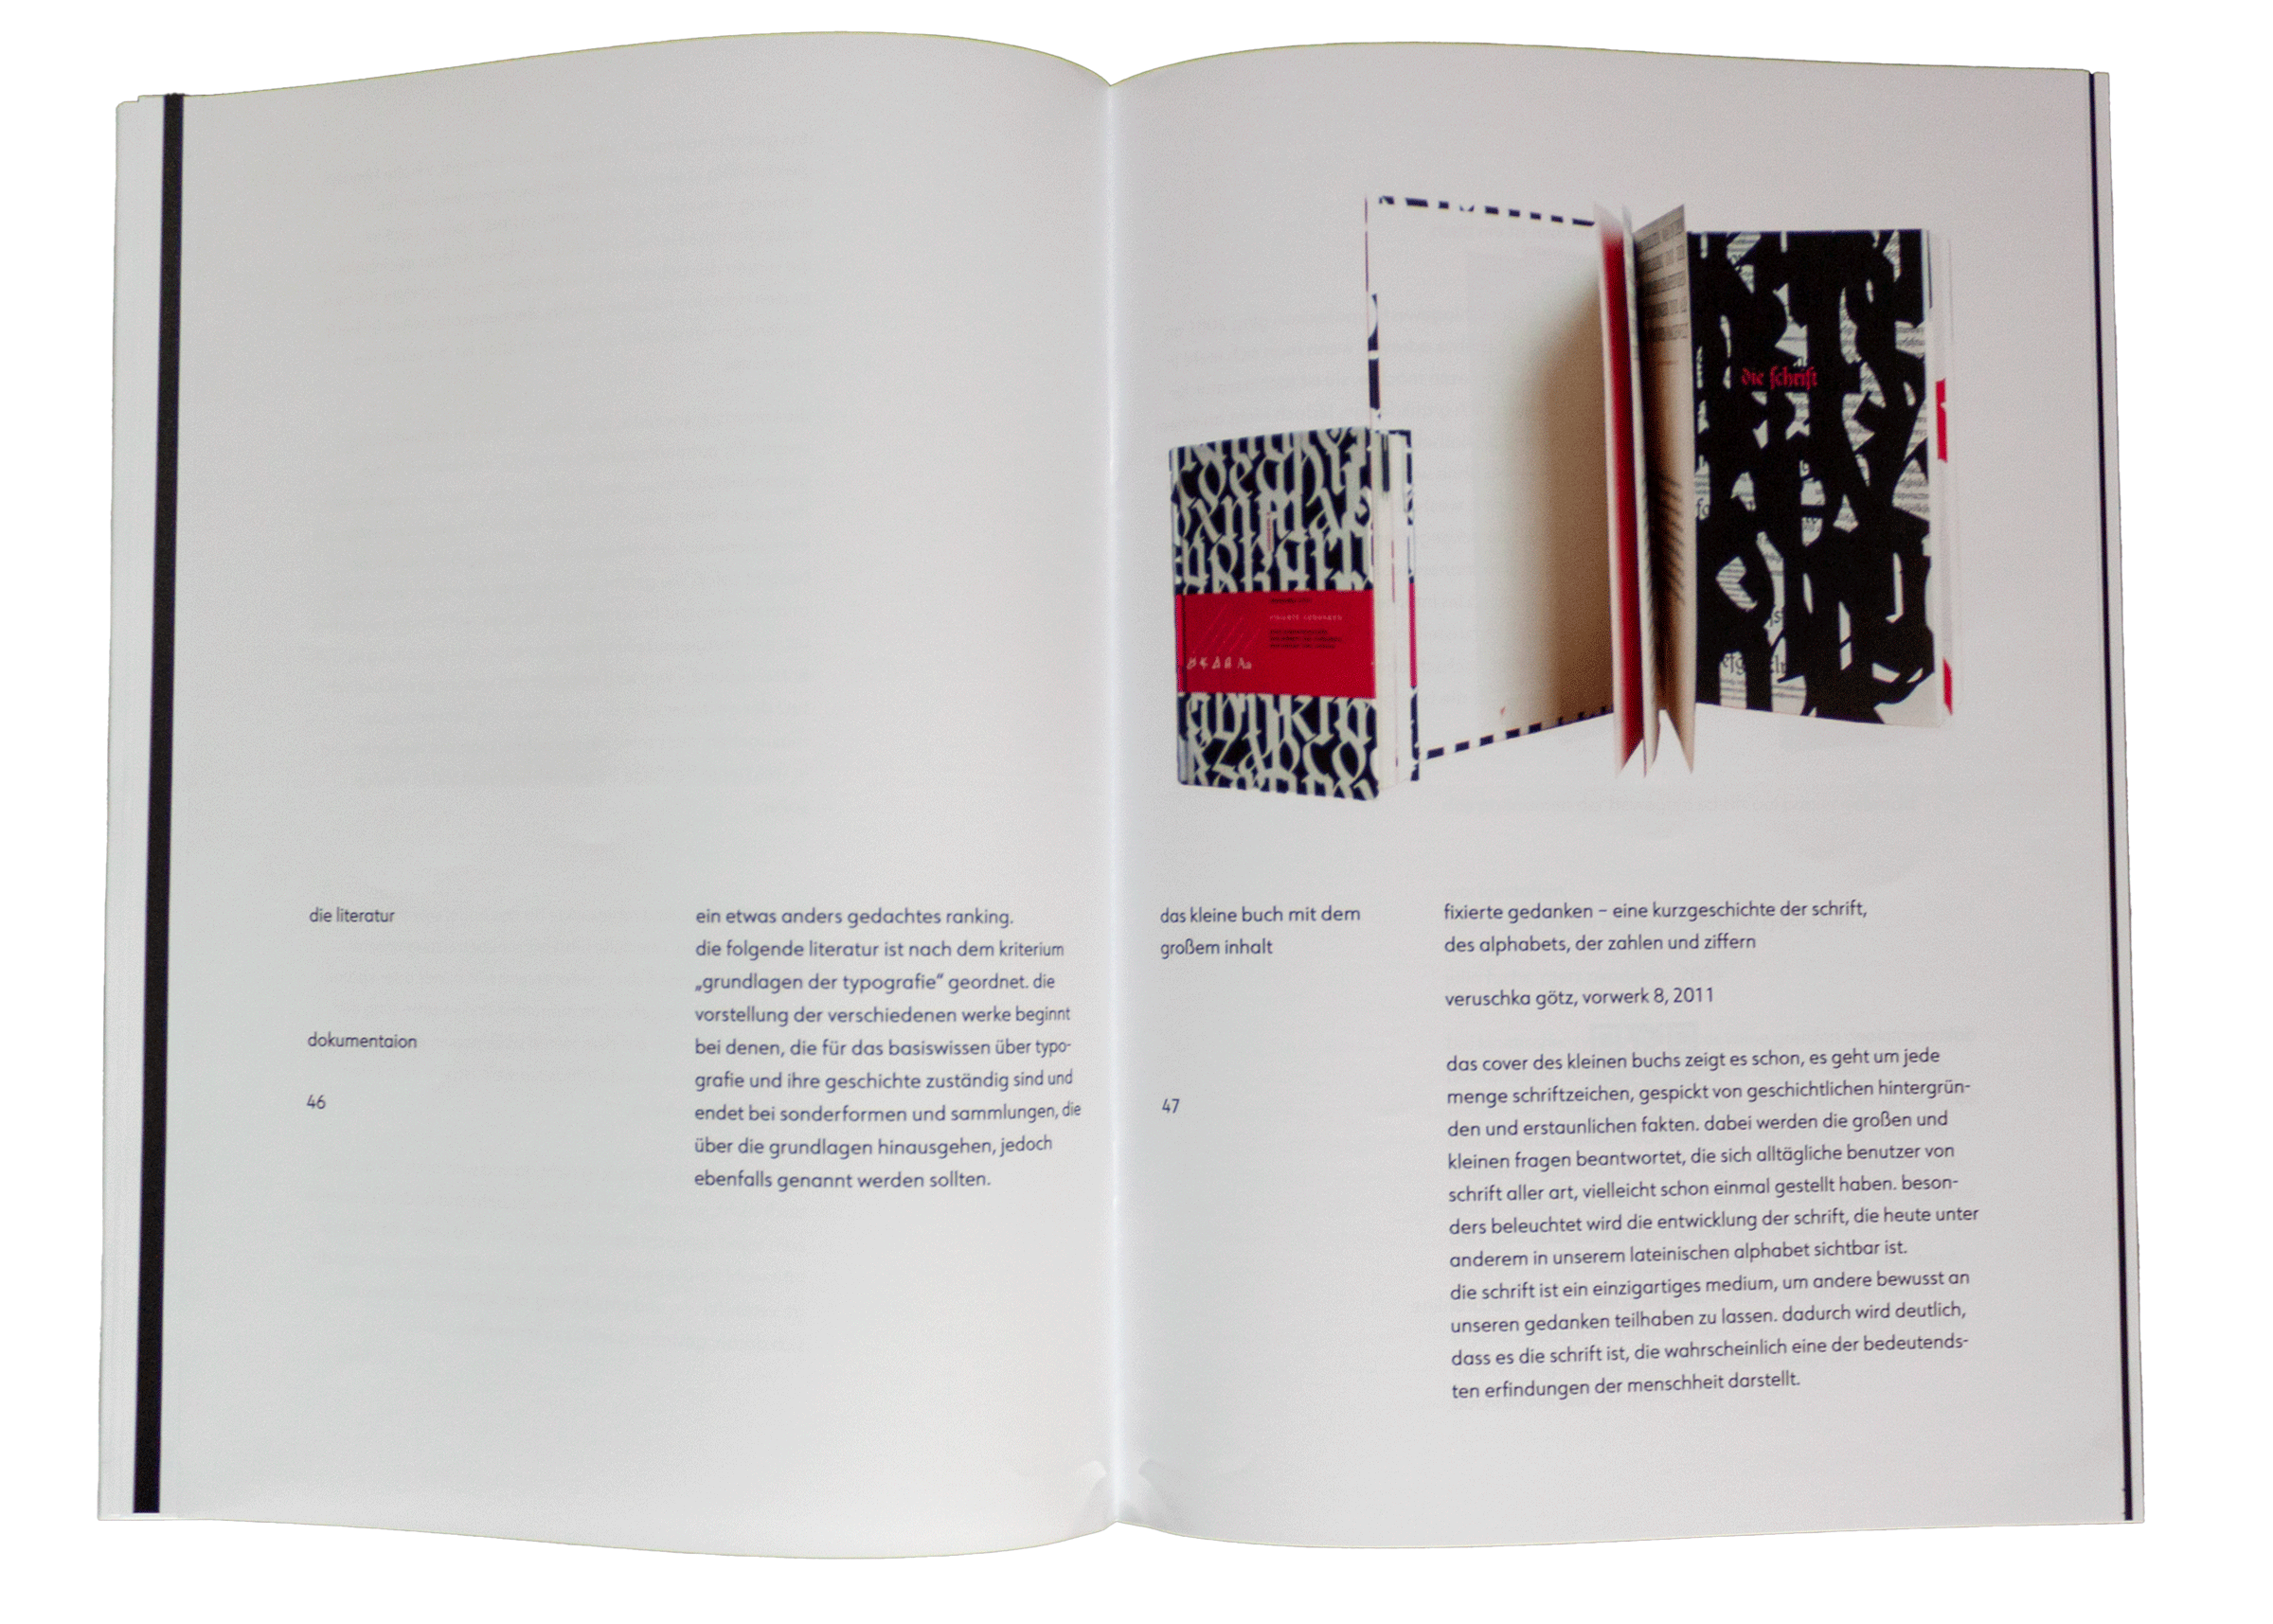 die literatur
dokumentaion
46
ein etwas anders gedachtes ranking.
die folgende literatur ist nach dem kriterium
„grundlagen der typografie“ geordnet. die
vorstellung der verschiedenen werke beginnt
bei denen, die für das basiswissen über typo-
grafie und ihre geschichte zuständig sind und
endet bei sonderformen und sammlungen, die
über die grundlagen hinausgehen, jedoch
ebenfalls genannt werden sollten.
die schrift
das kleine buch mit dem
großem inhalt
47
fixierte gedanken – eine kurzgeschichte der schrift,
des alphabets, der zahlen und ziffern
veruschka götz, vorwerk 8, 2011
das cover des kleinen buchs zeigt es schon, es geht um jede
menge schriftzeichen, gespickt von geschichtlichen hintergrün-
den und erstaunlichen fakten. dabei werden die großen und
kleinen fragen beantwortet, die sich alltägliche benutzer von
schrift aller art, vielleicht schon einmal gestellt haben. beson-
ders beleuchtet wird die entwicklung der schrift, die heute unter
anderem in unserem lateinischen alphabet sichtbar ist.
die schrift ist ein einzigartiges medium, um andere bewusst an
unseren gedanken teilhaben zu lassen. dadurch wird deutlich,
dass es die schrift ist, die wahrscheinlich eine der bedeutends-
ten erfindungen der menschheit darstellt.